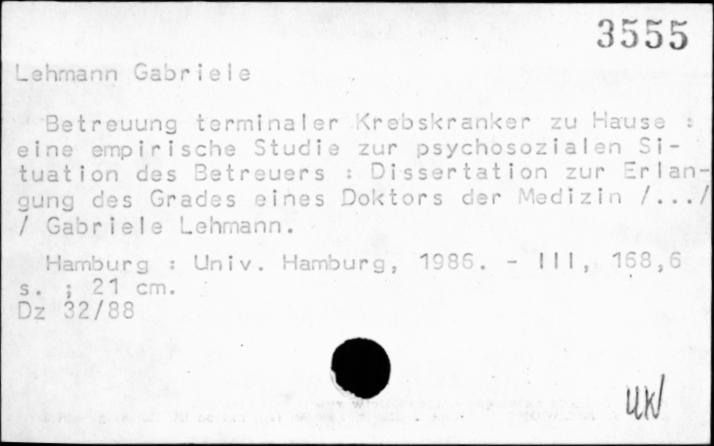 3555
Lehmann Gabriele
Betreuung terminaler Krebskranker zu Hause :
eine empirische Studie zur psychosozialen Si-
tuation des Betreuers : Dissertation zur Erlan-
gung des Grades eines Doktors der Medizin /.../
/ Gabriele Lehmann.
Hamburg : Univ. Hamburg, 1986. - III, 168,6
s. ; 21 cm.
Dz 32/88